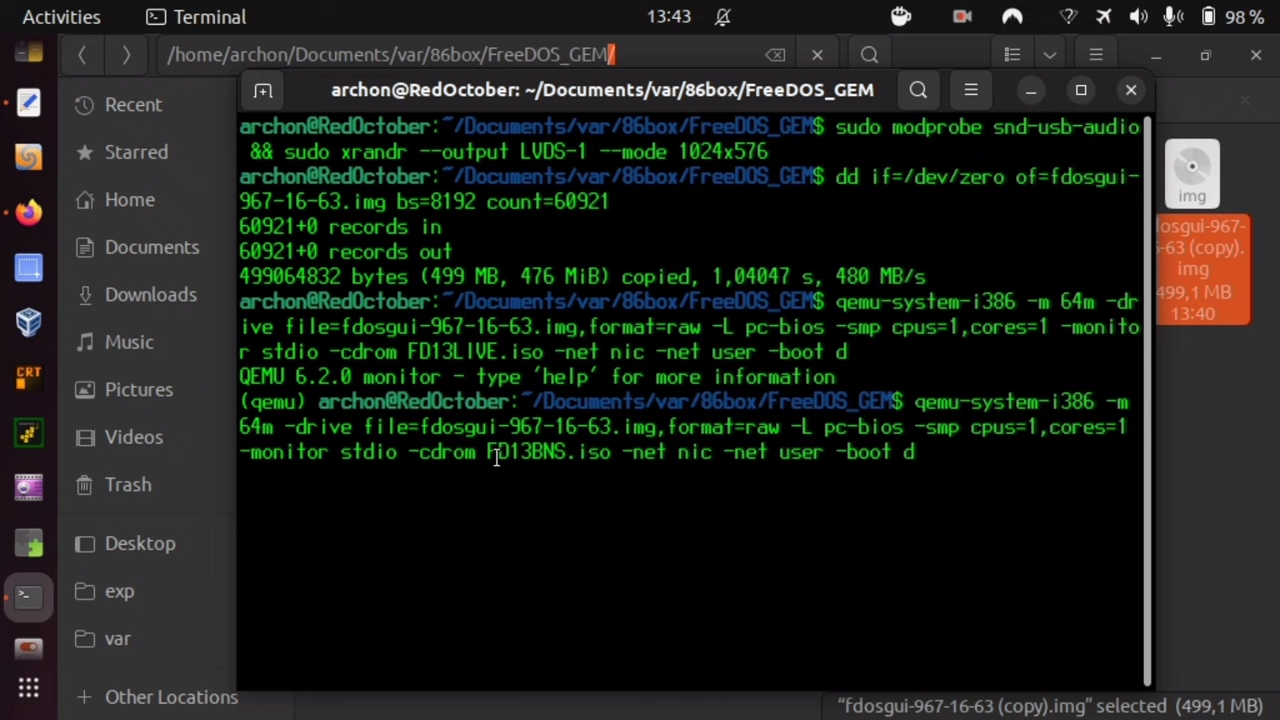 Activities
Terminal
13:43
98 %
/home/archon/Documents/var/86box/FreeDOS_GEM/
archon@RedOctober: ~/Documents/var/86box/FreeDOS_GEM
Recent
Starred
Home
Documents
Downloads
Music
Pictures
Videos
Trash
Desktop
exp
var
Other Locations
CRT
archon@RedOctober:~/Documents/var/86box/FreeDOS_GEM$ sudo modprobe snd-usb-audio
&& sudo xrandr --output LVDS-1 --mode 1024x576
archon@RedOctober:~/Documents/var/86box/FreeDOS_GEM$ dd if=/dev/zero of=fdosgui-
967-16-63.img bs=8192 count=60921
60921+0 records in
60921+0 records out
499064832 bytes (499 MB, 476 MiB) copied, 1,04047 s, 480 MB/s
archon@RedOctober:~/Documents/var/86box/FreeDOS_GEM$ qemu-system-i386 -m 64m -dr
ive file=fdosgui-967-16-63.img,format=raw -L pc-bios -smp cpus=1,cores=1 -monito
r stdio -cdrom FD13LIVE.iso -net nic -net user -boot d
QEMU 6.2.0 monitor - type 'help' for more information
(qemu) archon@RedOctober:~/Documents/var/86box/FreeDOS_GEM$ qemu-system-i386 -m
64m -drive file=fdosgui-967-16-63.img,format=raw -L pc-bios -smp cpus=1,cores=1
-monitor stdio -cdrom FD13BNS.iso -net nic -net user -boot d
img
dosgui-967-
6-63 (copy).
img
499,1 MB
13:40
“fdosgui-967-16-63 (copy).img” selected (499,1 MB)